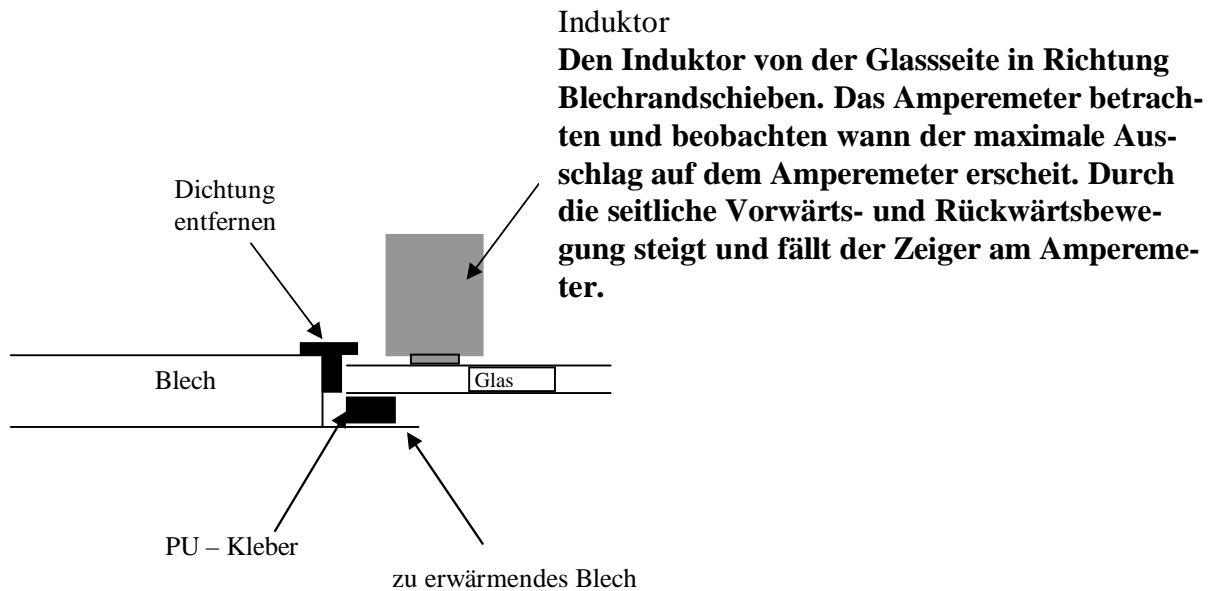 Induktor
Den Induktor von der Glassseite in Richtung
Blechrandschieben. Das Amperemeter betrach-
ten und beobachten wann der maximale Aus-
schlag auf dem Amperemeter erscheit. Durch
die seitliche Vorwärts- und Rückwärtsbewe-
gung steigt und fällt der Zeiger am Ampereme-
ter.
Dichtung
entfernen
Blech
Glas
PU – Kleber
zu erwärmendes Blech